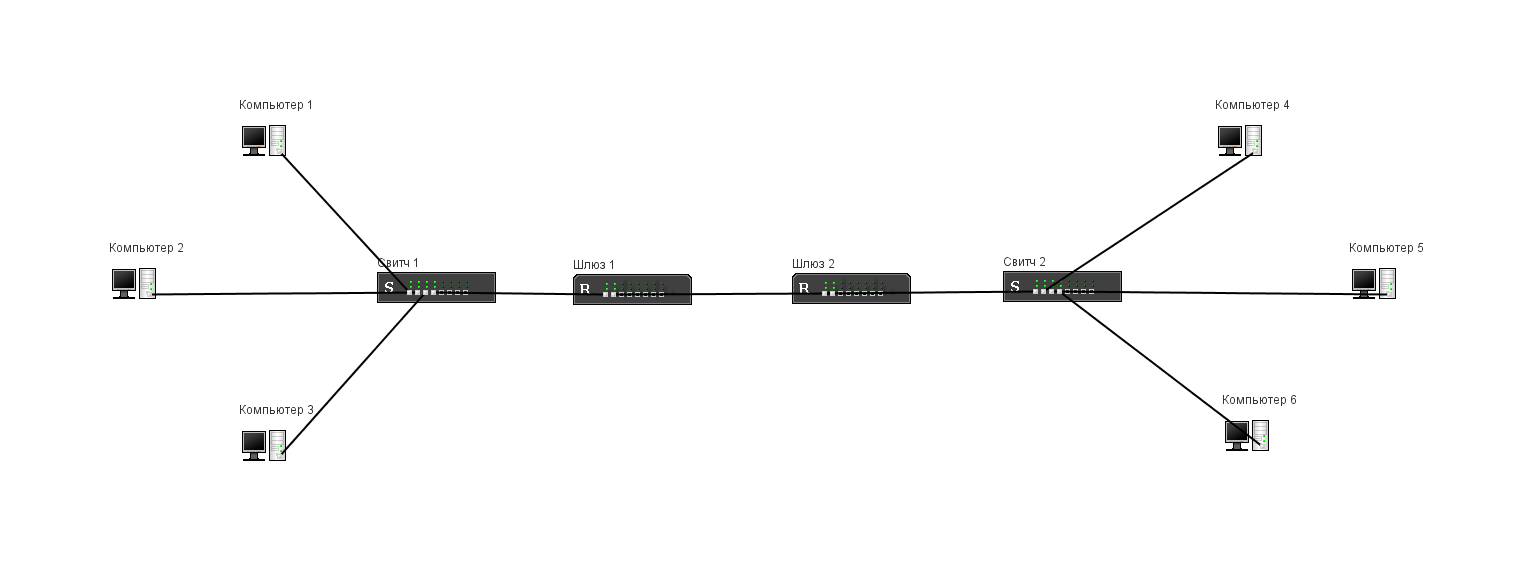 Компьютер 1
Компьютер 4
Компьютер 2
Компьютер 5
Свитч 1
Шлюз 1
Шлюз 2
Свитч 2
S
R
R
S
Компьютер 3
Компьютер 6